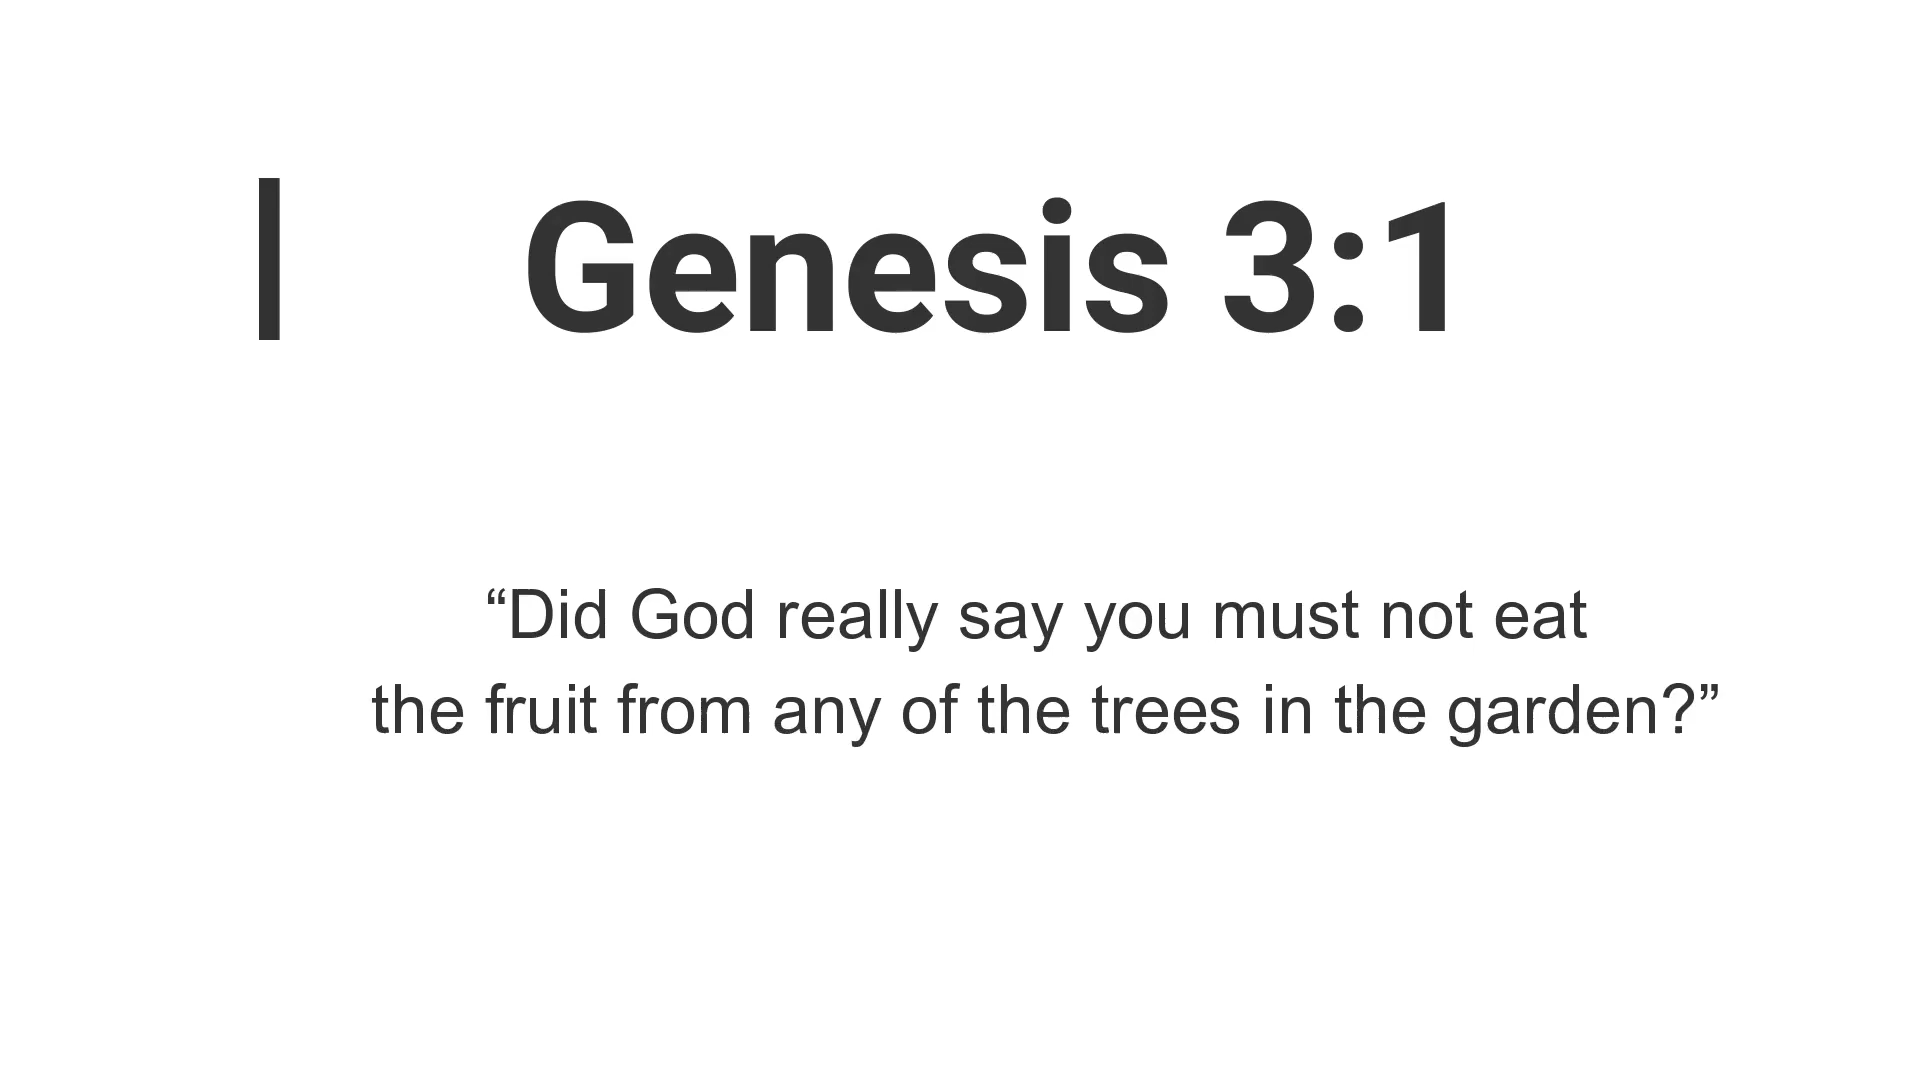 Genesis 3:1
“Did God really say you must not eat
the fruit from any of the trees in the garden?”